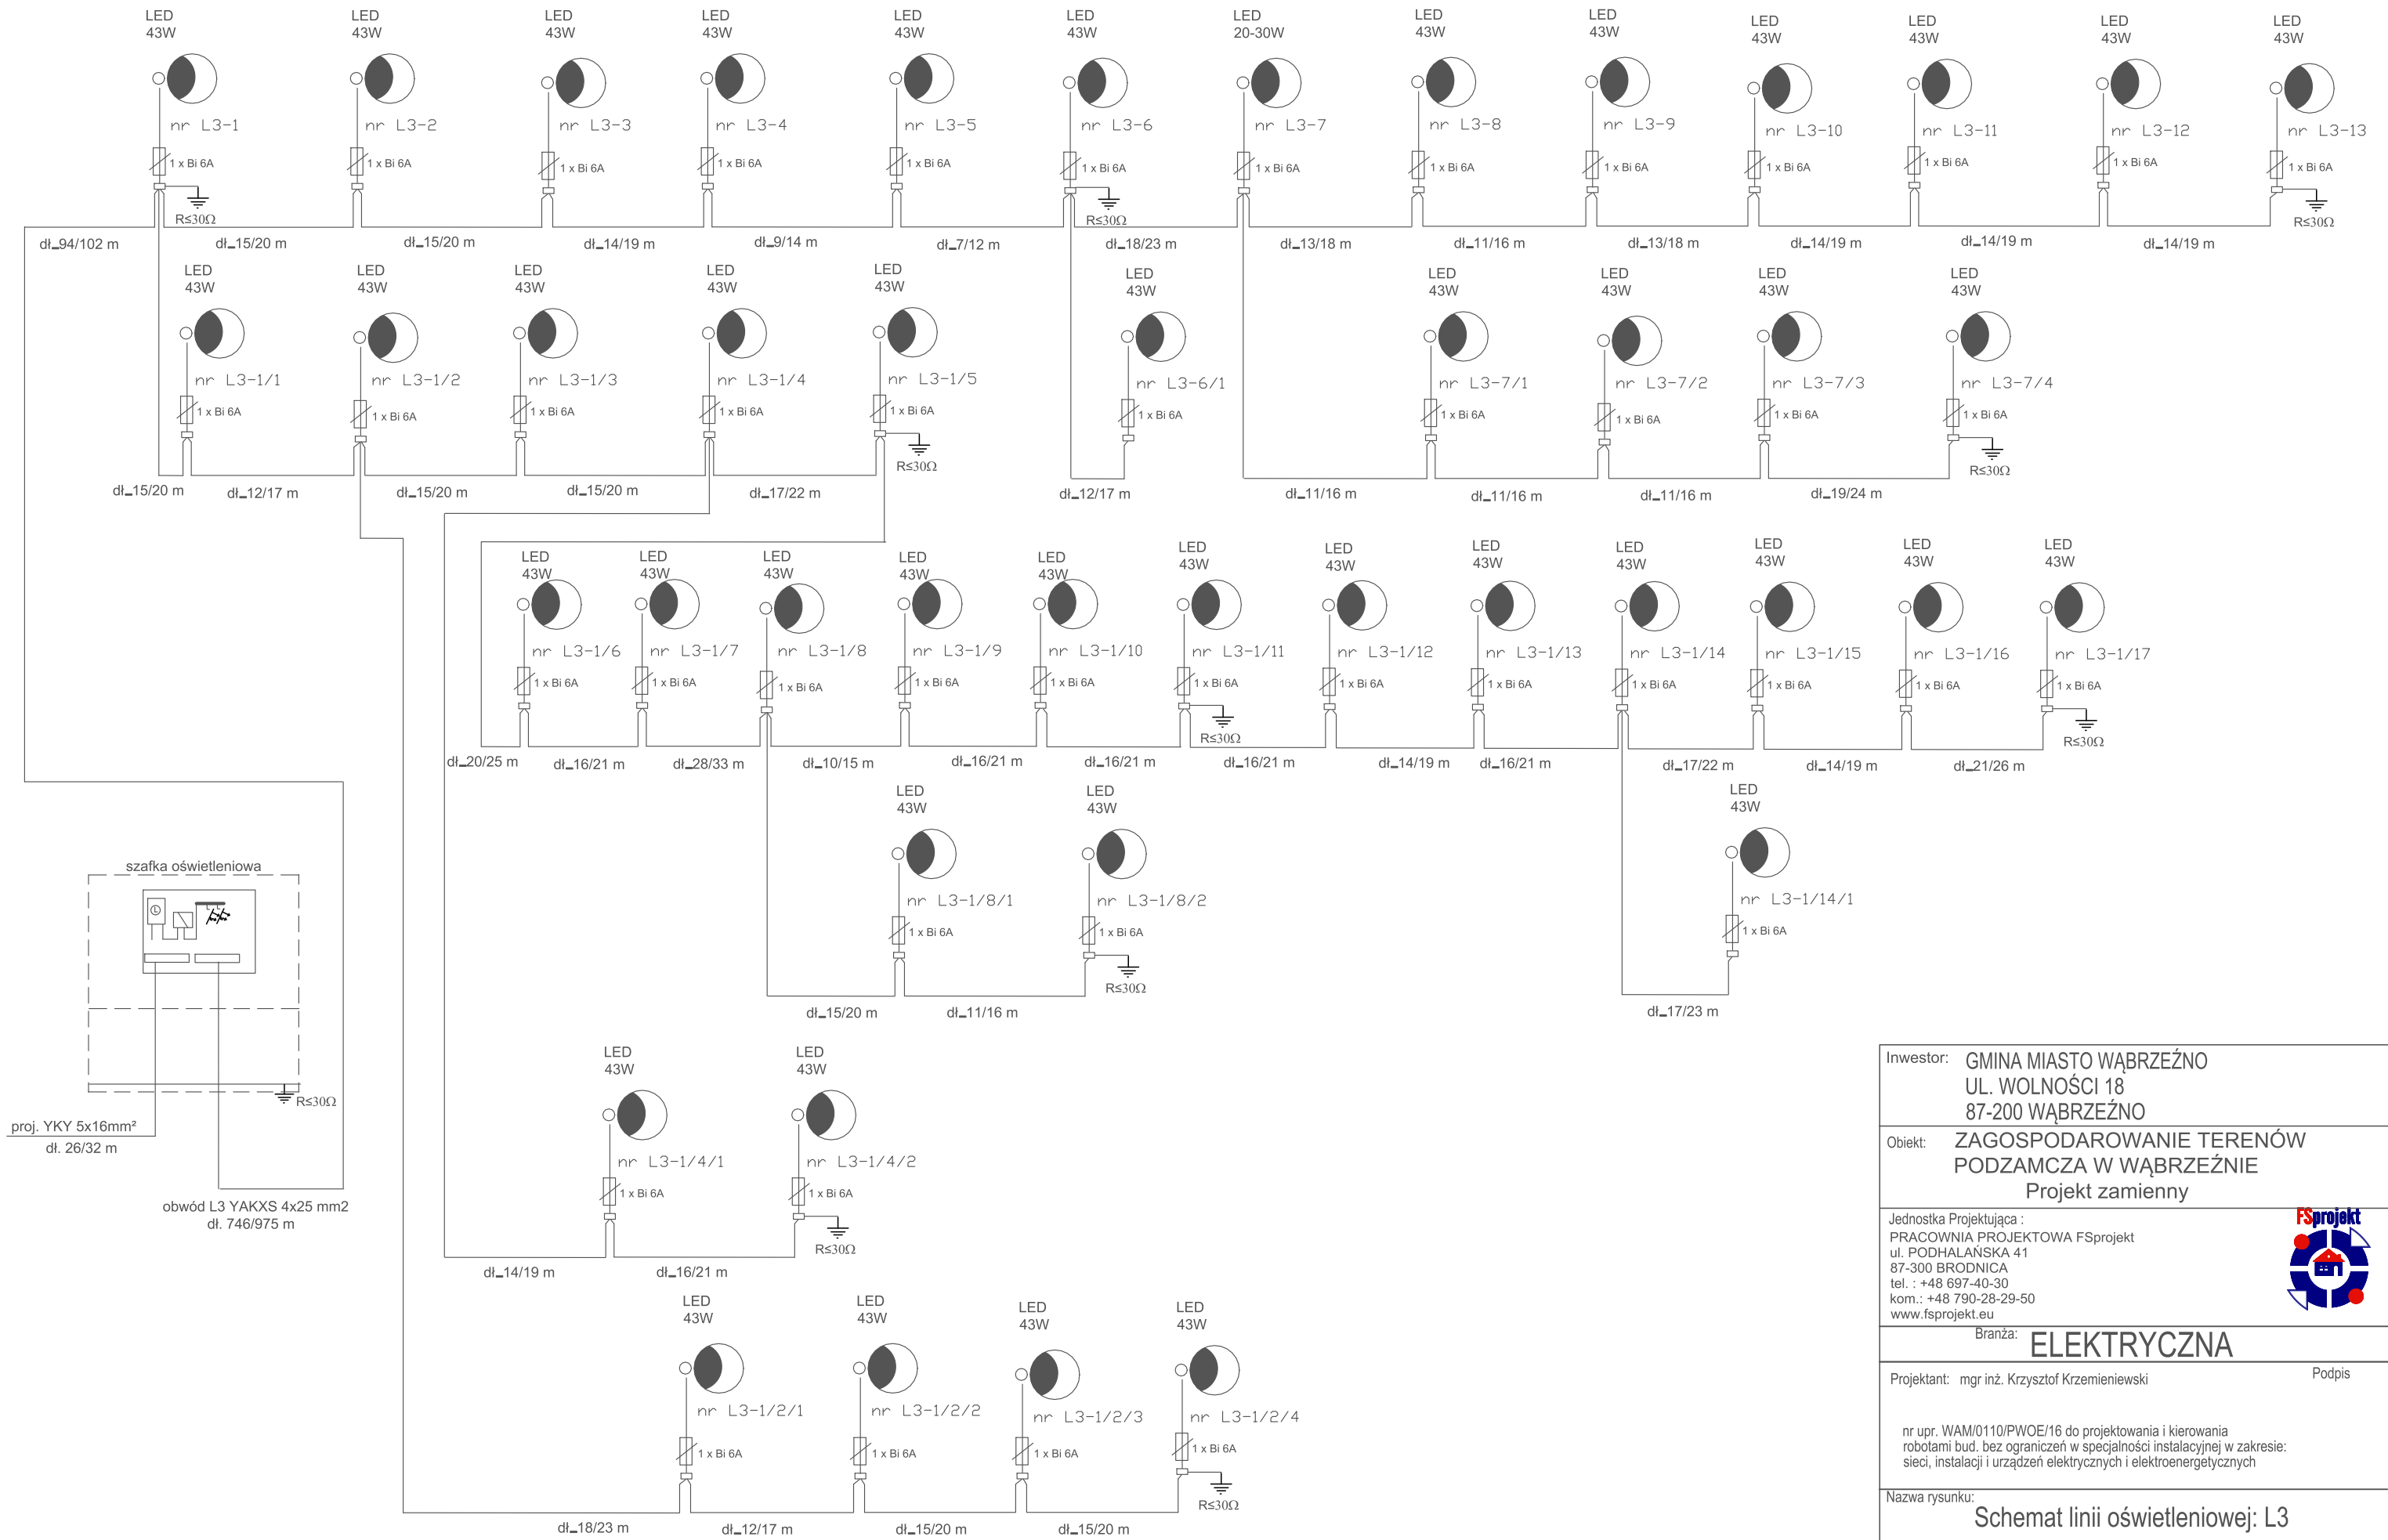 LED LED LED LED LED LED LED LED LED LED LED LED LED
43W 43W 43W 43W 43W 43W 20-30W 43W 43W 43W 43W 43W 43W
nr L3-1 nr L3-2 nr L3-3 nr L3-4 nr L3-5 nr L3-6 nr L3-7 nr L3-8 nr L3-9 nr L3-10 nr L3-11 nr L3-12 nr L3-13
1 x Bi 6A 1 x Bi 6A 1 x Bi 6A 1 x Bi 6A 1 x Bi 6A 1 x Bi 6A 1 x Bi 6A 1 x Bi 6A 1 x Bi 6A 1 x Bi 6A 1 x Bi 6A 1 x Bi 6A 1 x Bi 6A
R≤30Ω R≤30Ω R≤30Ω
dł_94/102 m dł_15/20 m dł_15/20 m dł_14/19 m dł_9/14 m dł_7/12 m dł_18/23 m dł_13/18 m dł_11/16 m dł_13/18 m dł_14/19 m dł_14/19 m dł_14/19 m
LED LED LED LED LED LED LED LED LED LED
43W 43W 43W 43W 43W 43W 43W 43W 43W 43W
nr L3-1/1 nr L3-1/2 nr L3-1/3 nr L3-1/4 nr L3-1/5 nr L3-6/1 nr L3-7/1 nr L3-7/2 nr L3-7/3 nr L3-7/4
1 x Bi 6A 1 x Bi 6A 1 x Bi 6A 1 x Bi 6A 1 x Bi 6A 1 x Bi 6A 1 x Bi 6A 1 x Bi 6A 1 x Bi 6A 1 x Bi 6A
R≤30Ω R≤30Ω
dł_15/20 m dł_12/17 m dł_15/20 m dł_15/20 m dł_17/22 m dł_12/17 m dł_11/16 m dł_11/16 m dł_11/16 m dł_19/24 m
LED LED LED LED LED LED LED LED LED LED LED LED
43W 43W 43W 43W 43W 43W 43W 43W 43W 43W 43W 43W
nr L3-1/6 nr L3-1/7 nr L3-1/8 nr L3-1/9 nr L3-1/10 nr L3-1/11 nr L3-1/12 nr L3-1/13 nr L3-1/14 nr L3-1/15 nr L3-1/16 nr L3-1/17
1 x Bi 6A 1 x Bi 6A 1 x Bi 6A 1 x Bi 6A 1 x Bi 6A 1 x Bi 6A 1 x Bi 6A 1 x Bi 6A 1 x Bi 6A 1 x Bi 6A 1 x Bi 6A 1 x Bi 6A
R≤30Ω R≤30Ω
dł_20/25 m dł_16/21 m dł_28/33 m dł_10/15 m dł_16/21 m dł_16/21 m dł_16/21 m dł_14/19 m dł_16/21 m dł_17/22 m dł_14/19 m dł_21/26 m
LED LED LED
43W 43W 43W
nr L3-1/8/1 nr L3-1/8/2 nr L3-1/14/1
1 x Bi 6A 1 x Bi 6A 1 x Bi 6A
R≤30Ω
dł_15/20 m dł_11/16 m dł_17/23 m
szafka oświetleniowa
L
R≤30Ω
proj. YKY 5x16mm²
dł. 26/32 m
obwód L3 YAKXS 4x25 mm2
dł. 746/975 m
LED LED
43W 43W
nr L3-1/4/1 nr L3-1/4/2
1 x Bi 6A 1 x Bi 6A
R≤30Ω
dł_14/19 m dł_16/21 m
LED LED LED LED
43W 43W 43W 43W
nr L3-1/2/1 nr L3-1/2/2 nr L3-1/2/3 nr L3-1/2/4
1 x Bi 6A 1 x Bi 6A 1 x Bi 6A 1 x Bi 6A
R≤30Ω
dł_18/23 m dł_12/17 m dł_15/20 m dł_15/20 m
Inwestor: GMINA MIASTO WĄBRZEŹNO
UL. WOLNOŚCI 18
87-200 WĄBRZEŹNO
Obiekt: ZAGOSPODAROWANIE TERENÓW
PODZAMCZA W WĄBRZEŹNIE
Projekt zamienny
Jednostka Projektująca :
PRACOWNIA PROJEKTOWA FSprojekt
ul. PODHALAŃSKA 41
87-300 BRODNICA
tel. : +48 697-40-30
kom.: +48 790-28-29-50
www.fsprojekt.eu
FSprojekt
Branża: ELEKTRYCZNA
Projektant: mgr inż. Krzysztof Krzemieniewski Podpis
nr upr. WAM/0110/PWOE/16 do projektowania i kierowania
robotami bud. bez ograniczeń w specjalności instalacyjnej w zakresie:
sieci, instalacji i urządzeń elektrycznych i elektroenergetycznych
Nazwa rysunku:
Schemat linii oświetleniowej: L3